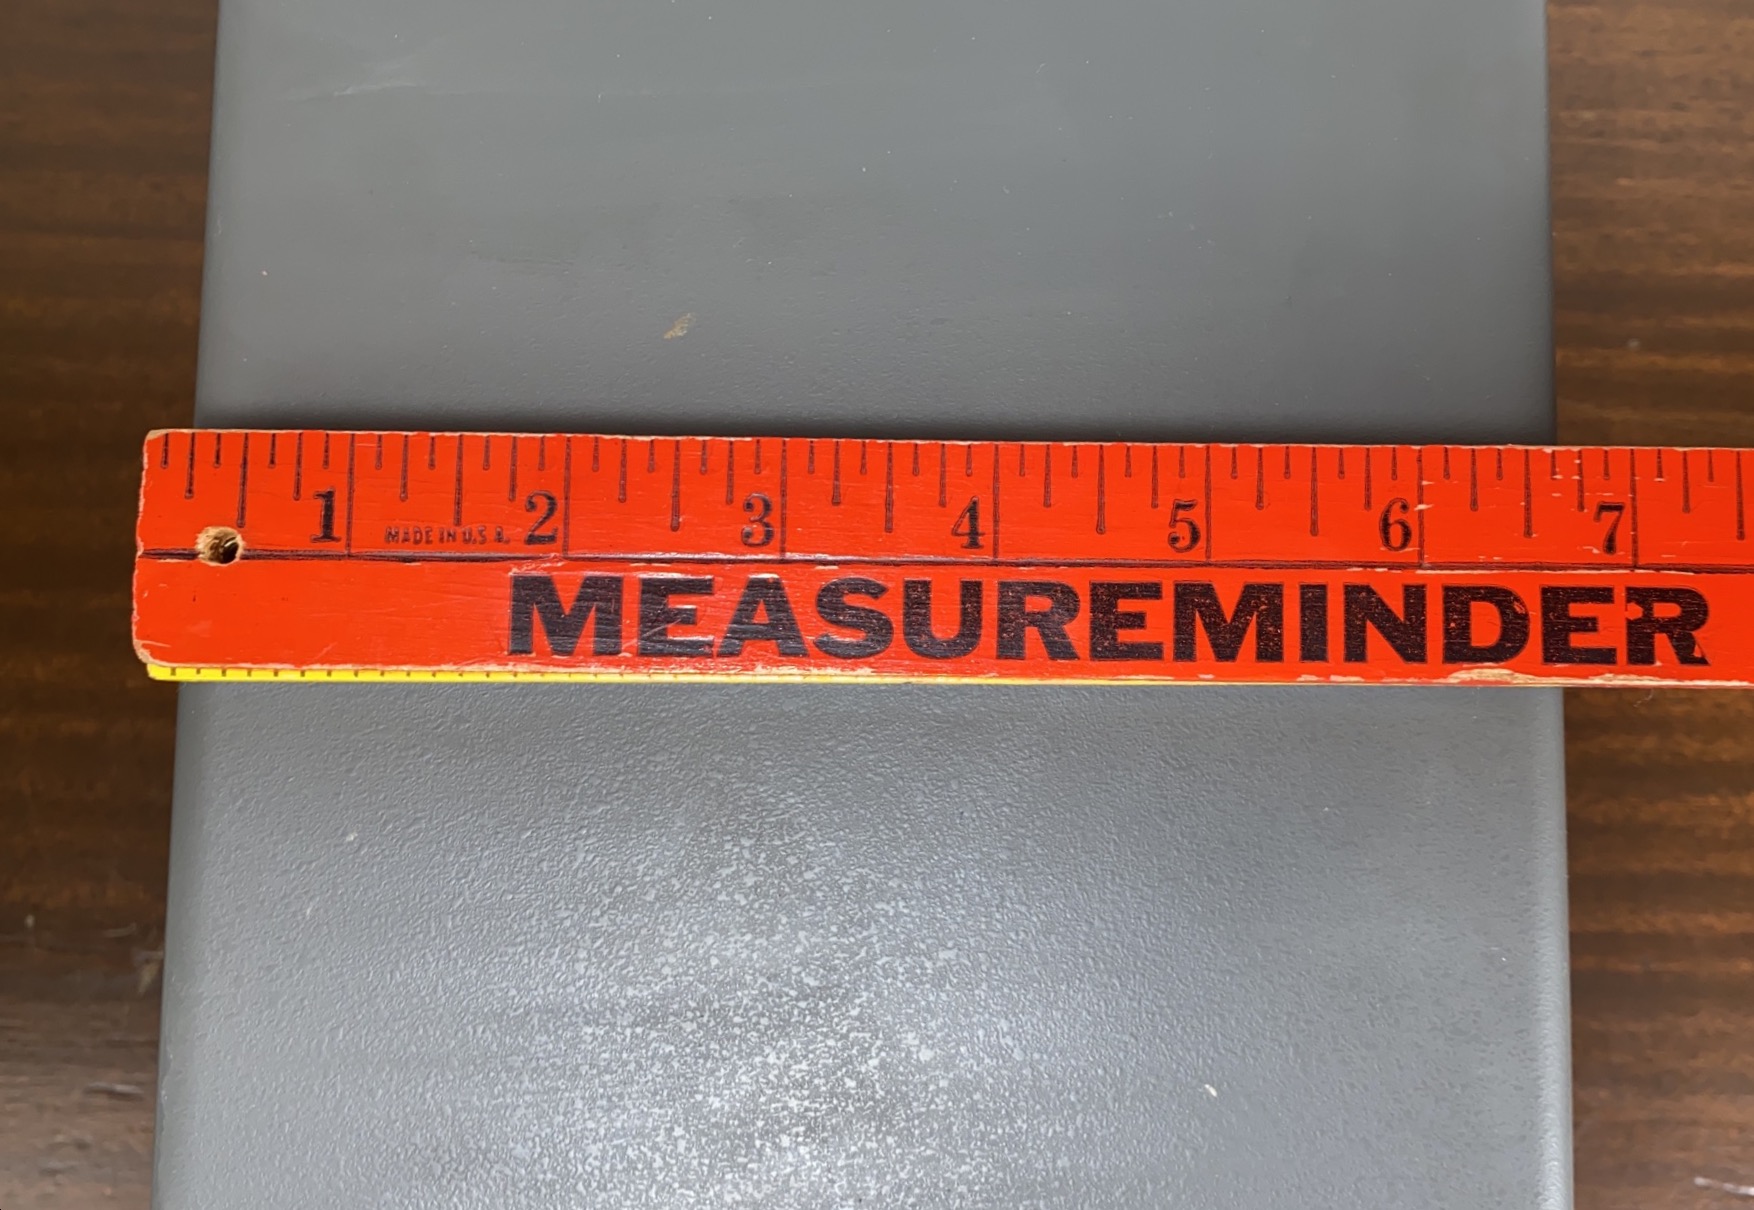 1 2 3 4 5 6 7
MADE IN U.S.A.
MEASUREMINDER